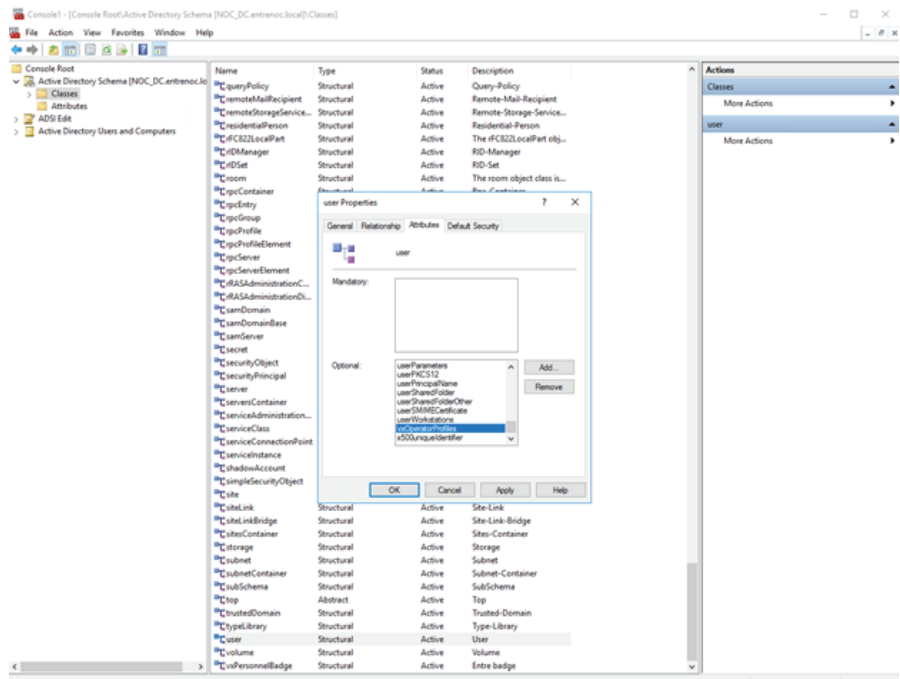 Console1 - [Console Root\Active Directory Schema [NOC_DC.entrenoc.local]\Classes]
File Action View Favorites Window Help
Console Root
Active Directory Schema [NOC_DC.entrenoc.lo
Classes
Attributes
ADSI Edit
Active Directory Users and Computers
Name Type Status Description
queryPolicy Structural Active Query-Policy
remoteMailRecipient Structural Active Remote-Mail-Recipient
remoteStorageService... Structural Active Remote-Storage-Service...
residentialPerson Structural Active Residential-Person
rFC822LocalPart Structural Active The rFC822LocalPart obj...
rIDManager Structural Active RID-Manager
rIDSet Structural Active RID-Set
room Structural Active The room object class is...
rpcContainer Structural Active Rpc-Container
rpcEntry
rpcGroup
rpcProfile
rpcProfileElement
rpcServer
rpcServerElement
rRASAdministrationC...
rRASAdministrationDi...
samDomain
samDomainBase
samServer
secret
securityObject
securityPrincipal
server
serversContainer
serviceAdministration...
serviceClass
serviceConnectionPoint
serviceInstance
shadowAccount
simpleSecurityObject
site
siteLink Structural Active Site-Link
siteLinkBridge Structural Active Site-Link-Bridge
sitesContainer Structural Active Sites-Container
storage Structural Active Storage
subnet Structural Active Subnet
subnetContainer Structural Active Subnet-Container
subSchema Structural Active SubSchema
top Abstract Active Top
trustedDomain Structural Active Trusted-Domain
typeLibrary Structural Active Type-Library
user Structural Active User
volume Structural Active Volume
vxPersonnelBadge Structural Active Entre badge
user Properties
? X
General Relationship Attributes Default Security
user
Mandatory:
Optional:
userParameters
userPKCS12
userPrincipalName
userSharedFolder
userSharedFolderOther
userSMIMECertificate
userWorkstations
vxOperatorProfiles
x500uniqueIdentifier
Add...
Remove
OK Cancel Apply Help
Actions
Classes
More Actions
user
More Actions